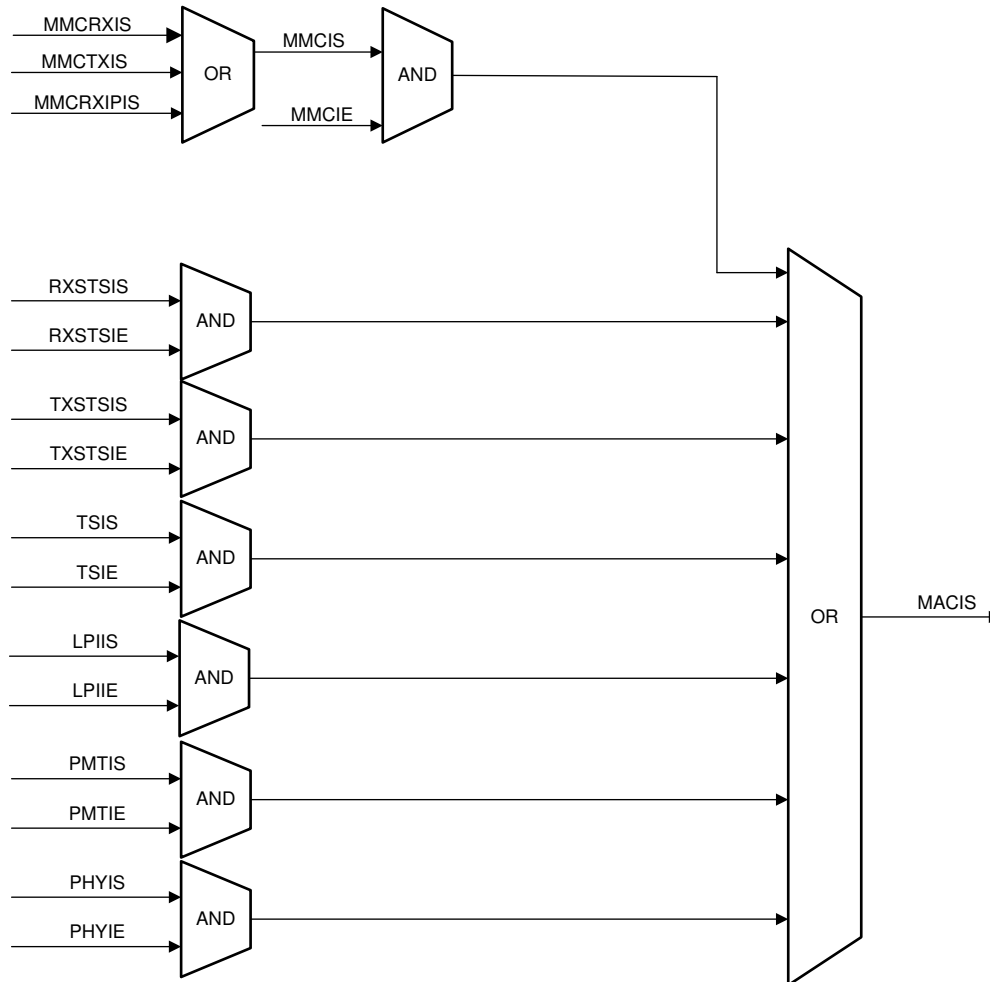 MMCRXIS
MMCTXIS
MMCRXIPIS
OR
MMCIS
MMCIE
AND
RXSTSIS
RXSTSIE
AND
TXSTSIS
TXSTSIE
AND
TSIS
TSIE
AND
LPIIS
LPIIE
AND
PMTIS
PMTIE
AND
PHYIS
PHYIE
AND
OR
MACIS